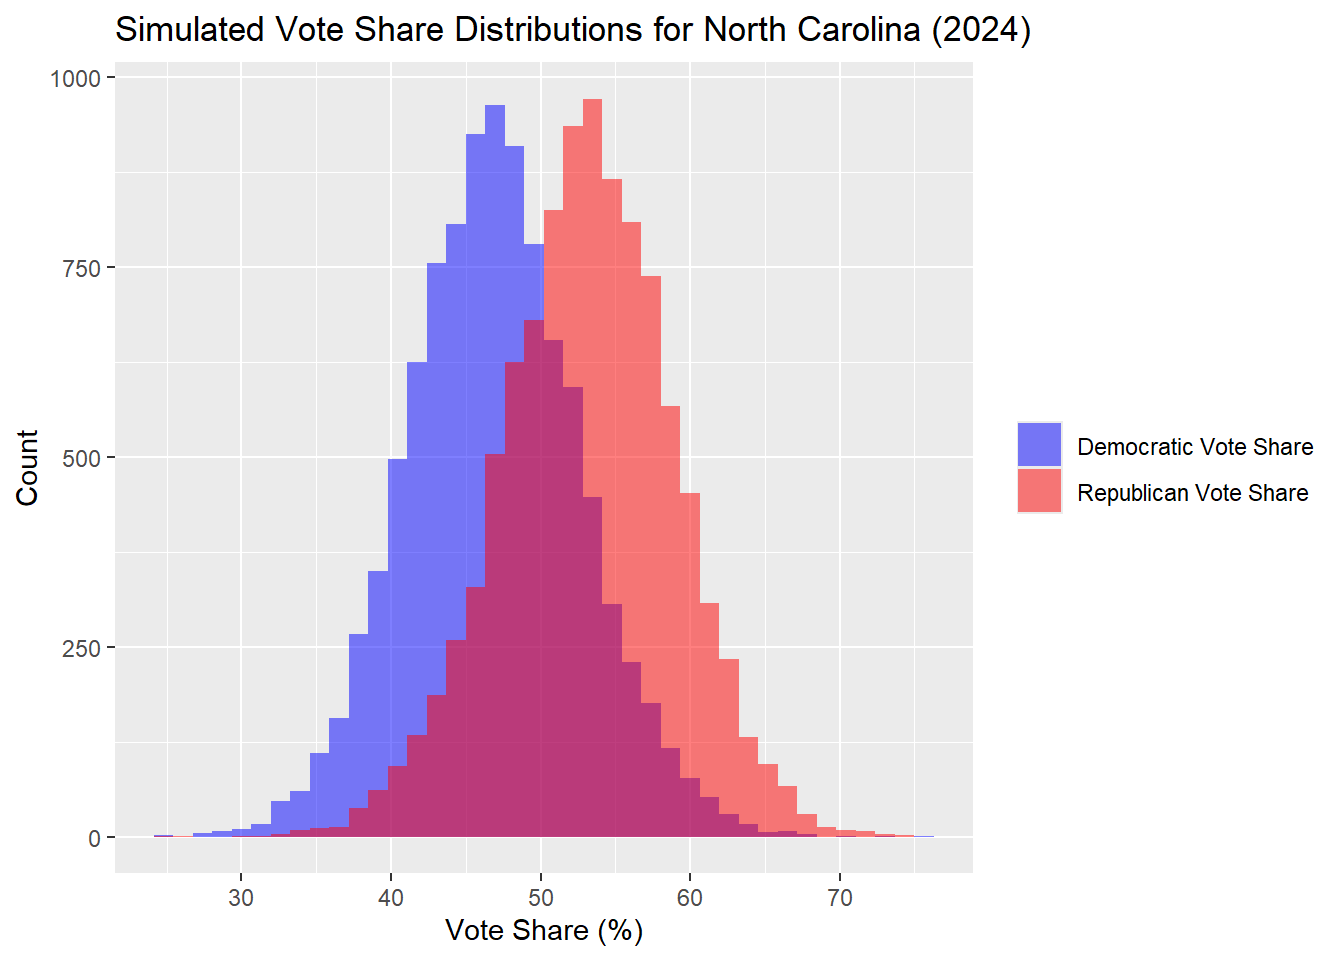 Simulated Vote Share Distributions for North Carolina (2024)
1000
750
500
250
0
Count
30 40 50 60 70
Vote Share (%)
Democratic Vote Share
Republican Vote Share